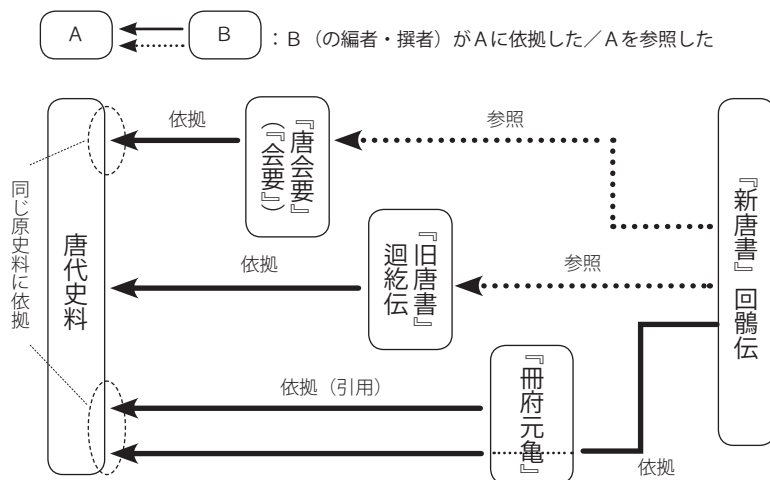 A
B
：B（の編者・撰者）がAに依拠した／Aを参照した
依拠
『唐会要』
（『会要』）
参照
同じ原史料に依拠
唐代史料
依拠
『旧唐書』
迴紇伝
参照
『新唐書』回鶻伝
依拠（引用）
『冊府元亀』
依拠